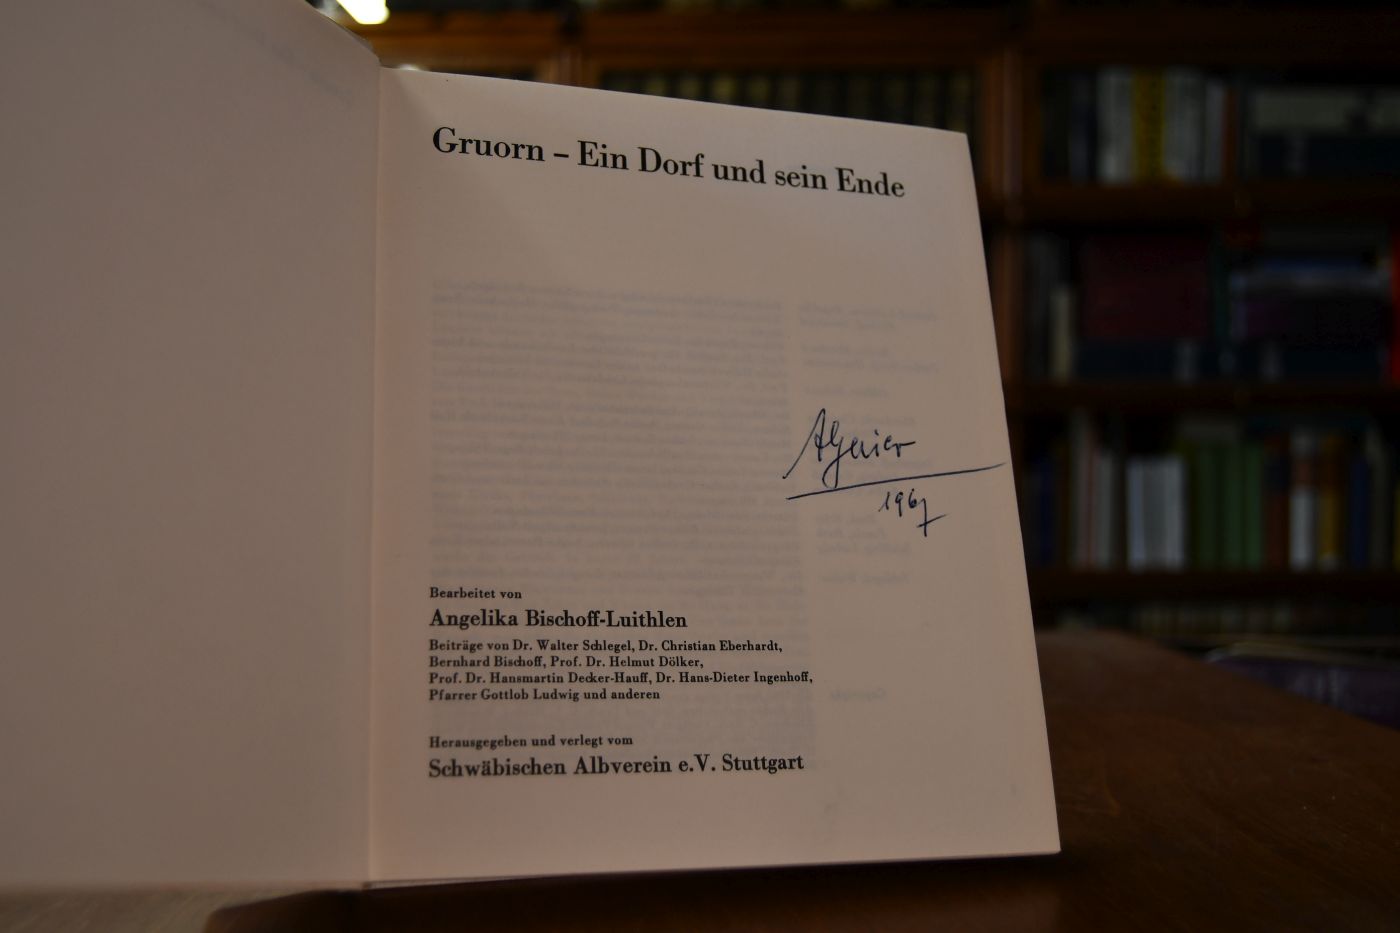 Gruorn – Ein Dorf und sein Ende
1967
Bearbeitet von
Angelika Bischoff-Luithlen
Beiträge von Dr. Walter Schlegel, Dr. Christian Eberhardt,
Bernhard Bischoff, Prof. Dr. Helmut Dölker,
Prof. Dr. Hansmartin Decker-Hauff, Dr. Hans-Dieter Ingenhoff,
Pfarrer Gottlob Ludwig und anderen
Herausgegeben und verlegt vom
Schwäbischen Albverein e.V. Stuttgart